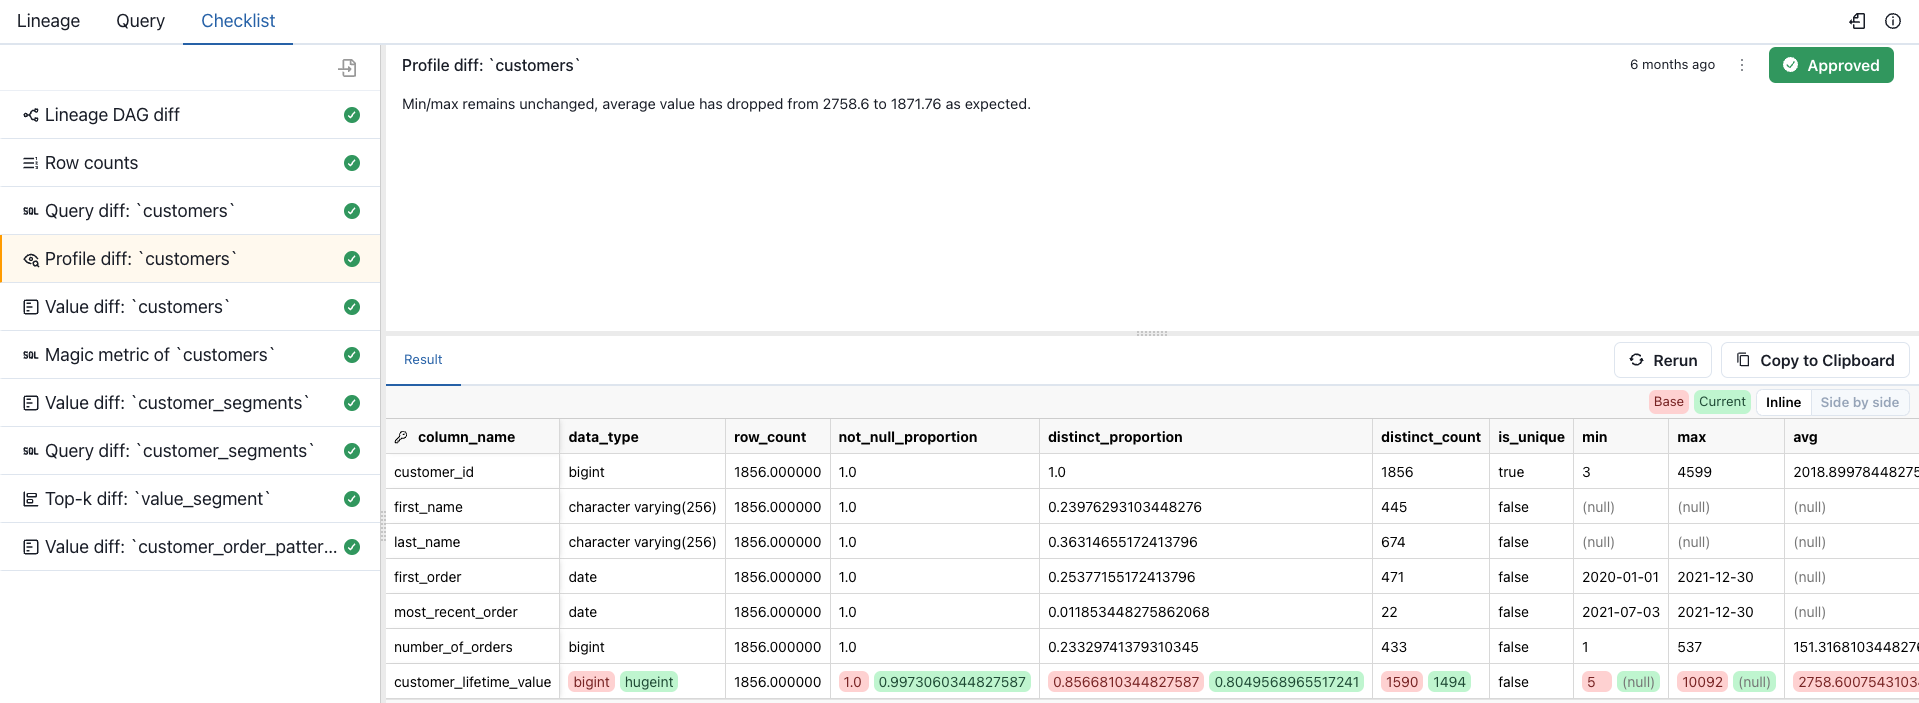 Lineage Query Checklist
Lineage DAG diff
Row counts
SQL Query diff: `customers`
Profile diff: `customers`
Value diff: `customers`
SQL Magic metric of `customers`
Value diff: `customer_segments`
SQL Query diff: `customer_segments`
Top-k diff: `value_segment`
Value diff: `customer_order_patter...
Profile diff: `customers` 6 months ago Approved
Min/max remains unchanged, average value has dropped from 2758.6 to 1871.76 as expected.
Result Rerun Copy to Clipboard
Base Current Inline Side by side
column_name data_type row_count not_null_proportion distinct_proportion distinct_count is_unique min max avg
customer_id bigint 1856.000000 1.0 1.0 1856 true 3 4599 2018.89978448275
first_name character varying(256) 1856.000000 1.0 0.23976293103448276 445 false (null) (null) (null)
last_name character varying(256) 1856.000000 1.0 0.36314655172413796 674 false (null) (null) (null)
first_order date 1856.000000 1.0 0.25377155172413796 471 false 2020-01-01 2021-12-30 (null)
most_recent_order date 1856.000000 1.0 0.011853448275862068 22 false 2021-07-03 2021-12-30 (null)
number_of_orders bigint 1856.000000 1.0 0.23329741379310345 433 false 1 537 151.3168103448276
customer_lifetime_value bigint hugeint 1856.000000 1.0 0.9973060344827587 0.8566810344827587 0.8049568965517241 1590 1494 false 5 (null) 10092 (null) 2758.6007543103